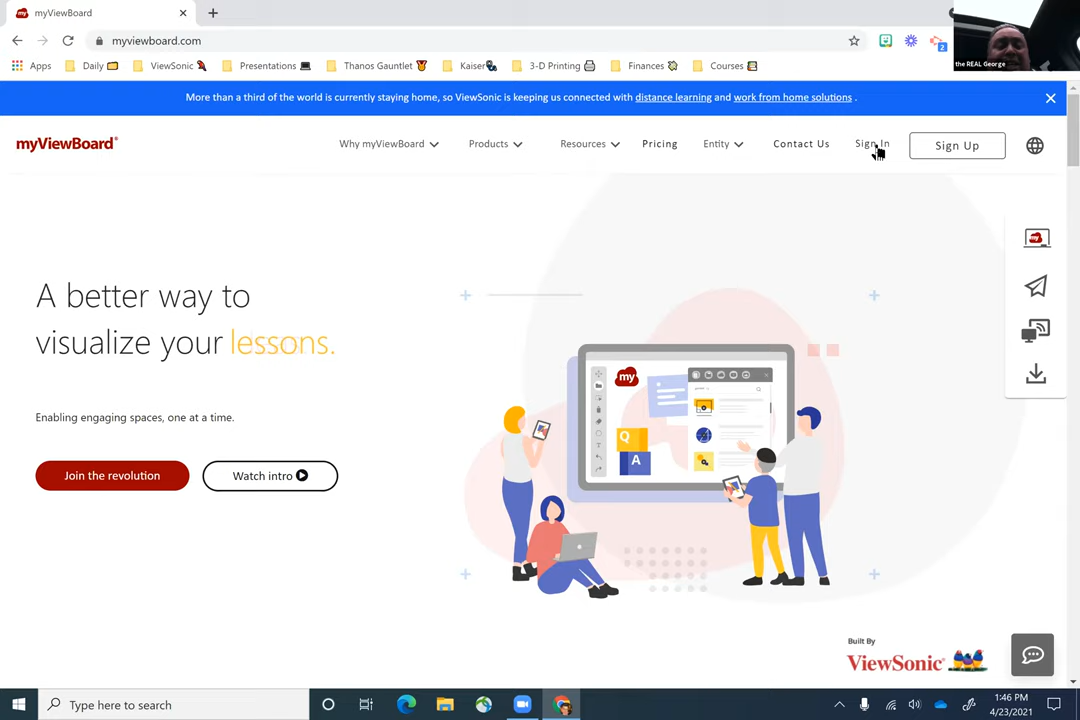 myViewBoard
myviewboard.com
2
the REAL George
Apps
Daily
ViewSonic
Presentations
Thanos Gauntlet
Kaiser
3-D Printing
Finances
Courses
More than a third of the world is currently staying home, so ViewSonic is keeping us connected with distance learning and work from home solutions .
myViewBoard®
Why myViewBoard
Products
Resources
Pricing
Entity
Contact Us
Sign In
Sign Up
my
A better way to
visualize your lessons.
my
Q
A
Enabling engaging spaces, one at a time.
Join the revolution
Watch intro
Built By
ViewSonic
Type here to search
1:46 PM
4/23/2021